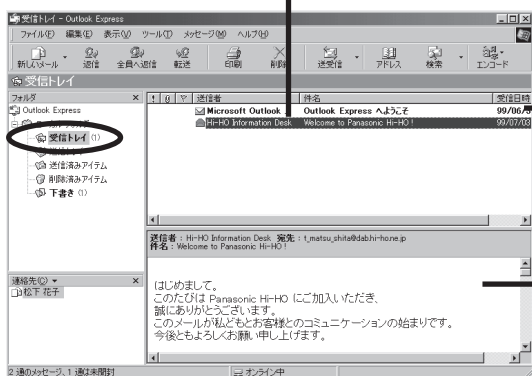 受信トレイ - Outlook Express
ファイル(F) 編集(E) 表示(V) ツール(T) メッセージ(M) ヘルプ(H)
新しいメール 返信 全員へ返信 転送 印刷 削除 送受信 アドレス 検索 エンコード
受信トレイ
フォルダ
Outlook Express
受信トレイ (1)
送信済みアイテム
削除済みアイテム
下書き (1)
連絡先(C)
松下 花子
送信者 件名 受信日時
Microsoft Outlook Outlook Express へようこそ 99/06/
Hi-HO Information Desk Welcome to Panasonic Hi-HO! 99/07/03
送信者: Hi-HO Information Desk 宛先: t_matsu_shita@dab.hi-ho.ne.jp
件名: Welcome to Panasonic Hi-HO!
はじめまして。
このたびは Panasonic Hi-HO にご加入いただき、
誠にありがとうございます。
このメールが私どもとお客様とのコミュニケーションの始まりです。
今後ともよろしくお願い申し上げます。
2 通のメッセージ、1 通は未開封 オンライン中